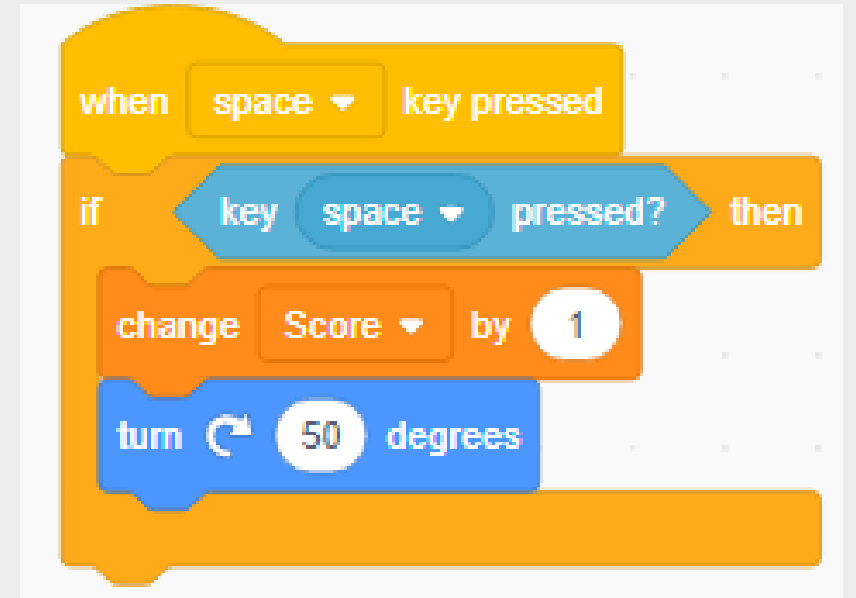 when space key pressed
if key space pressed? then
change Score by 1
turn 50 degrees